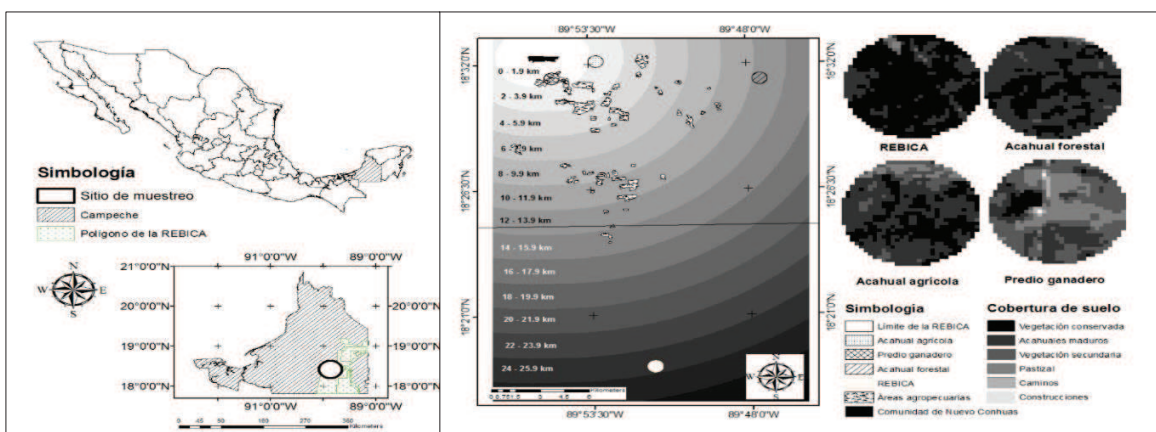 Simbología
Sitio de muestreo
Campeche
Polígono de la REBICA
N
W E
S
91°0'0"W 89°0'0"W
21°0'0"N
20°0'0"N 20°0'0"N
19°0'0"N 19°0'0"N
18°0'0"N 18°0'0"N
91°0'0"W 89°0'0"W
0 45 90 180 270 360
89°53'30"W 89°48'0"W
18°32'0"N 18°32'0"N
0 - 1.9 km
2 - 3.9 km
4 - 5.9 km
8 - 9.9 km
18°26'30"N 18°26'30"N
10 - 11.9 km
12 - 13.9 km
14 - 15.9 km
16 - 17.9 km
18 - 19.9 km
20 - 21.9 km
18°21'0"N 18°21'0"N
22 - 23.9 km
24 - 25.9 km
N
W E
S
89°53'30"W 89°48'0"W
REBICA
Acahual forestal
Acahual agrícola
Predio ganadero
Simbología
Límite de la REBICA
Acahual agrícola
Predio ganadero
Acahual forestal
REBICA
Áreas agropecuarias
Comunidad de Nuevo Conhuas
Cobertura de suelo
Vegetación conservada
Acahuales maduros
Vegetación secundaria
Pastizal
Caminos
Construcciones